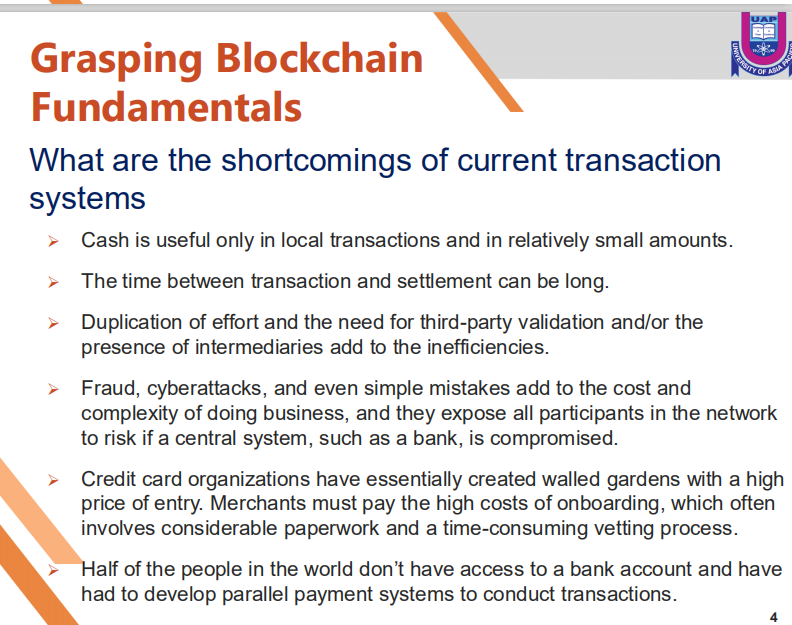 Grasping Blockchain
Fundamentals
UAP
UNIVERSITY OF ASIA PACIFIC
What are the shortcomings of current transaction
systems
Cash is useful only in local transactions and in relatively small amounts.
The time between transaction and settlement can be long.
Duplication of effort and the need for third-party validation and/or the
presence of intermediaries add to the inefficiencies.
Fraud, cyberattacks, and even simple mistakes add to the cost and
complexity of doing business, and they expose all participants in the network
to risk if a central system, such as a bank, is compromised.
Credit card organizations have essentially created walled gardens with a high
price of entry. Merchants must pay the high costs of onboarding, which often
involves considerable paperwork and a time-consuming vetting process.
Half of the people in the world don’t have access to a bank account and have
had to develop parallel payment systems to conduct transactions.
4